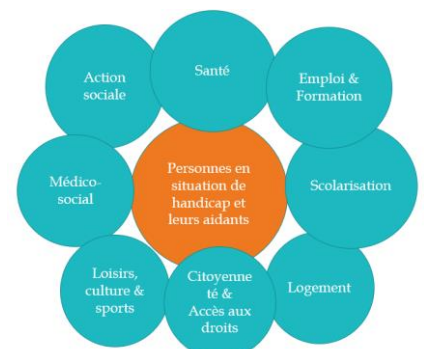 Action
sociale
Santé
Emploi &
Formation
Médico-
social
Personnes en
situation de
handicap et
leurs aidants
Scolarisation
Loisirs,
culture &
sports
Citoyenne
té &
Accès aux
droits
Logement